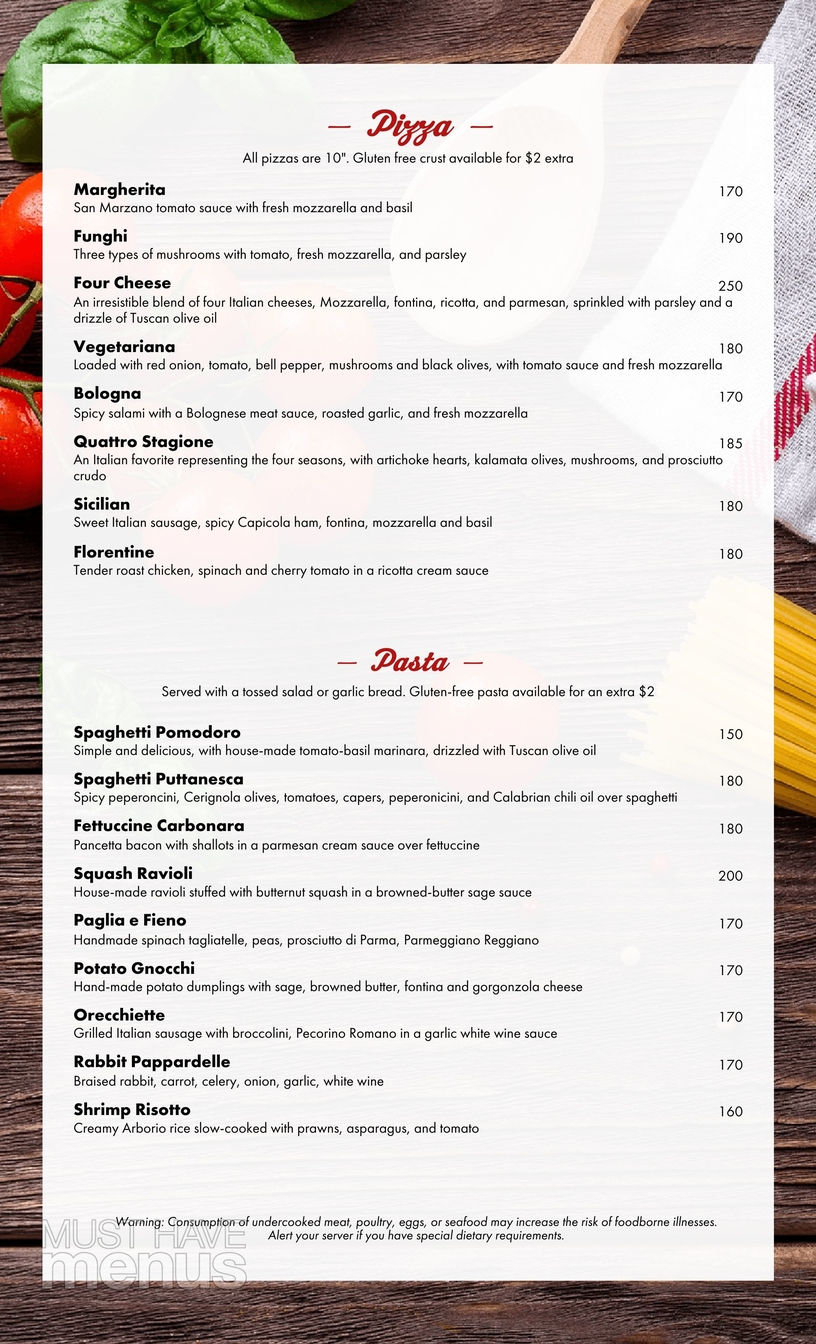 — Pizza —
All pizzas are 10". Gluten free crust available for $2 extra
Margherita 170
San Marzano tomato sauce with fresh mozzarella and basil
Funghi 190
Three types of mushrooms with tomato, fresh mozzarella, and parsley
Four Cheese 250
An irresistible blend of four Italian cheeses, Mozzarella, fontina, ricotta, and parmesan, sprinkled with parsley and a
drizzle of Tuscan olive oil
Vegetariana 180
Loaded with red onion, tomato, bell pepper, mushrooms and black olives, with tomato sauce and fresh mozzarella
Bologna 170
Spicy salami with a Bolognese meat sauce, roasted garlic, and fresh mozzarella
Quattro Stagione 185
An Italian favorite representing the four seasons, with artichoke hearts, kalamata olives, mushrooms, and prosciutto
crudo
Sicilian 180
Sweet Italian sausage, spicy Capicola ham, fontina, mozzarella and basil
Florentine 180
Tender roast chicken, spinach and cherry tomato in a ricotta cream sauce
— Pasta —
Served with a tossed salad or garlic bread. Gluten-free pasta available for an extra $2
Spaghetti Pomodoro 150
Simple and delicious, with house-made tomato-basil marinara, drizzled with Tuscan olive oil
Spaghetti Puttanesca 180
Spicy peperoncini, Cerignola olives, tomatoes, capers, peperonicini, and Calabrian chili oil over spaghetti
Fettuccine Carbonara 180
Pancetta bacon with shallots in a parmesan cream sauce over fettuccine
Squash Ravioli 200
House-made ravioli stuffed with butternut squash in a browned-butter sage sauce
Paglia e Fieno 170
Handmade spinach tagliatelle, peas, prosciutto di Parma, Parmeggiano Reggiano
Potato Gnocchi 170
Hand-made potato dumplings with sage, browned butter, fontina and gorgonzola cheese
Orecchiette 170
Grilled Italian sausage with broccolini, Pecorino Romano in a garlic white wine sauce
Rabbit Pappardelle 170
Braised rabbit, carrot, celery, onion, garlic, white wine
Shrimp Risotto 160
Creamy Arborio rice slow-cooked with prawns, asparagus, and tomato
Warning: Consumption of undercooked meat, poultry, eggs, or seafood may increase the risk of foodborne illnesses.
Alert your server if you have special dietary requirements.
MUST HAVE
menus